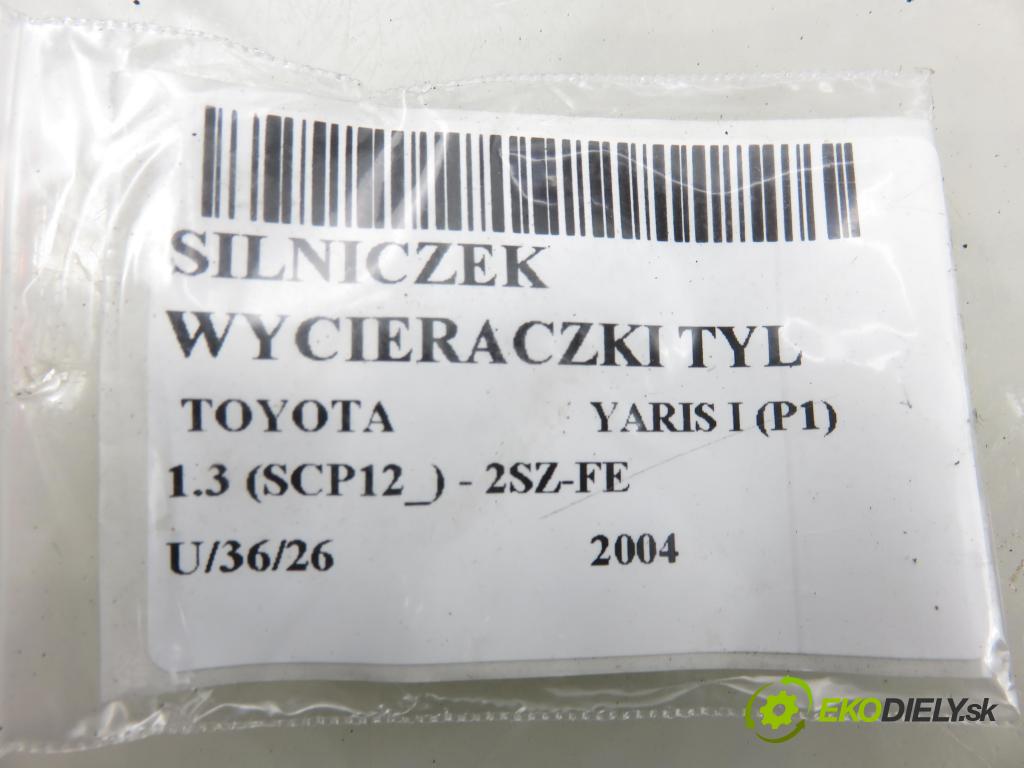 SILNICZEK
WYCIERACZKI TYL
TOYOTA YARIS I (P1)
1.3 (SCP12_) - 2SZ-FE
U/36/26 2004
EKODIELY.sk